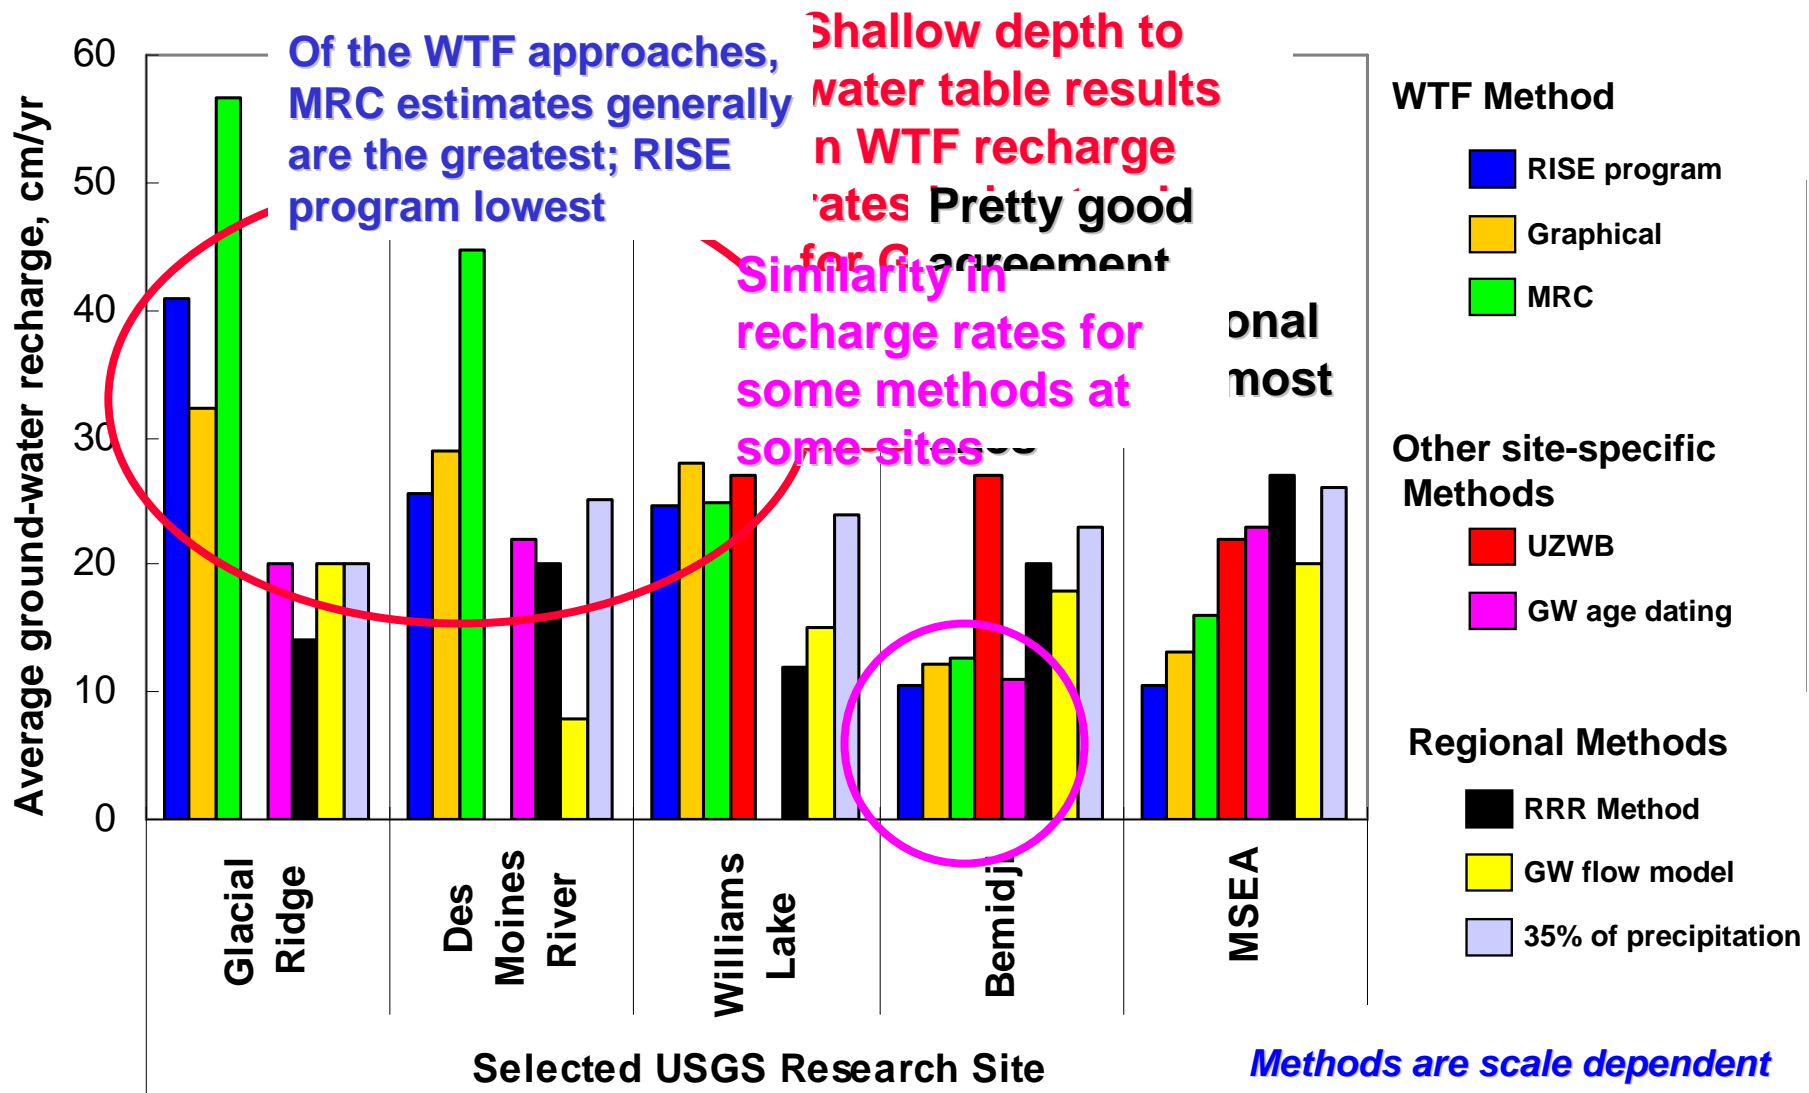 Of the WTF approaches,
MRC estimates generally
are the greatest; RISE
program lowest
Shallow depth to
water table results
WTF recharge
rates
for
Pretty good
agreement
Similarity in
recharge rates for
some methods at
some sites
most
Average ground-water recharge, cm/yr
60
50
40
30
20
10
0
Glacial
Ridge
Des
Moines
River
Williams
Lake
Bemidji
MSEA
Selected USGS Research Site
WTF Method
RISE program
Graphical
MRC
Other site-specific
Methods
UZWB
GW age dating
Regional Methods
RRR Method
GW flow model
35% of precipitation
Methods are scale dependent